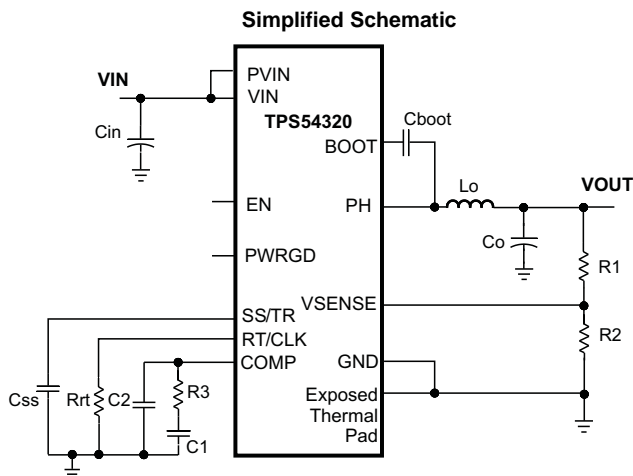 Simplified Schematic
VIN
PVIN
VIN
TPS54320
Cin
BOOT
Cboot
EN
PH
Lo
VOUT
Co
R1
PWRGD
VSENSE
SS/TR
RT/CLK
R2
COMP
GND
Css
Rrt
C2
R3
C1
Exposed
Thermal
Pad